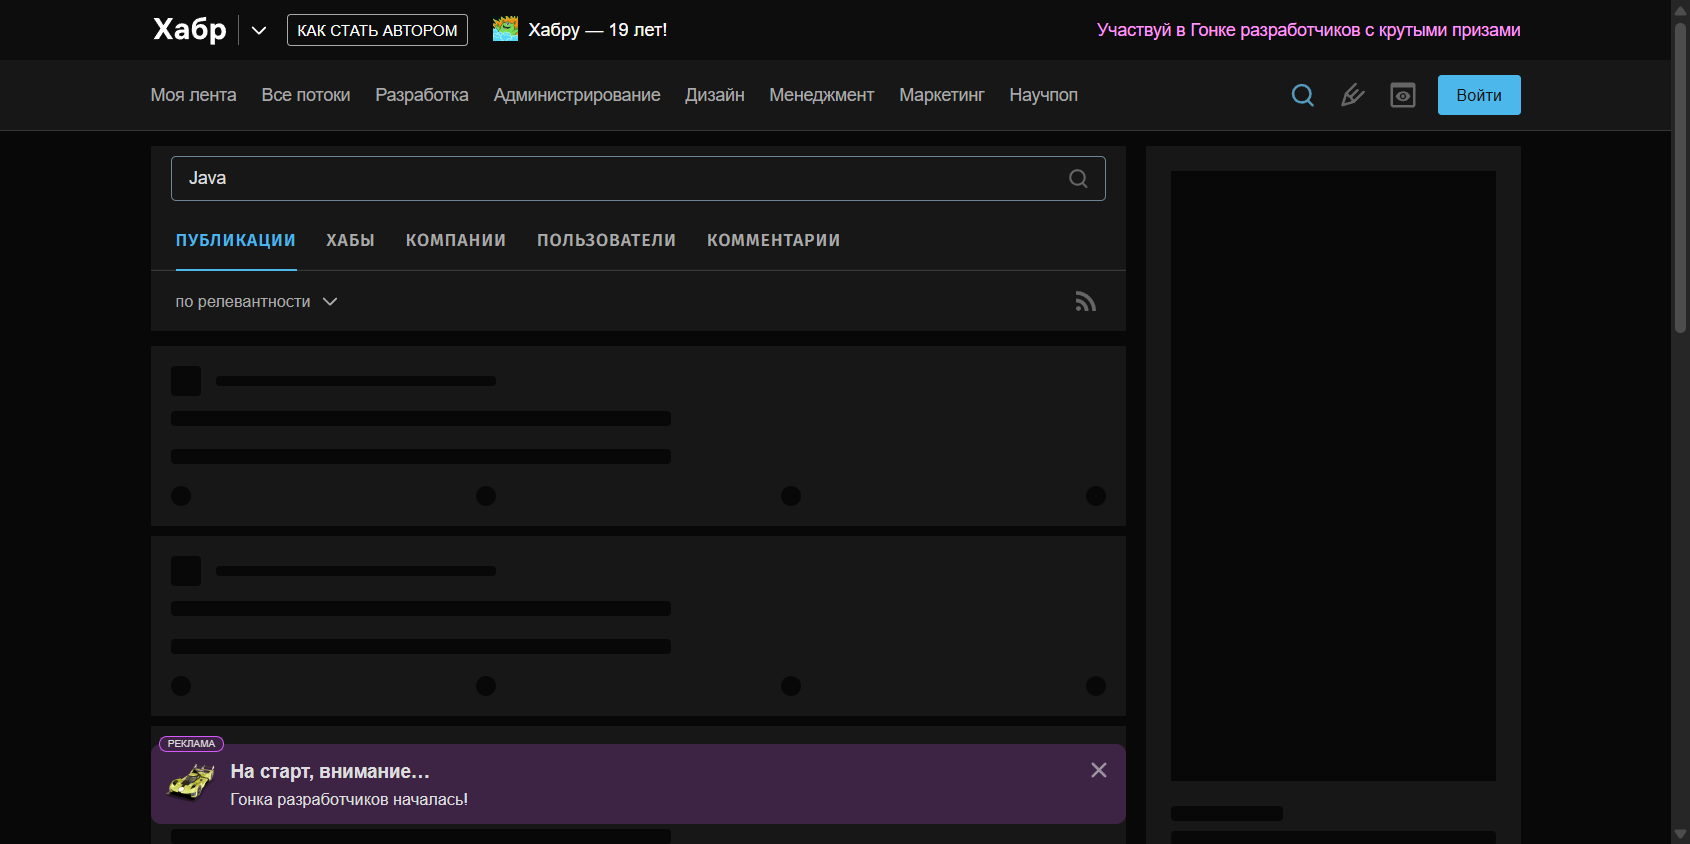 Хабр
КАК СТАТЬ АВТОРОМ
Хабру — 19 лет!
Участвуй в Гонке разработчиков с крутыми призами
Моя лента Все потоки Разработка Администрирование Дизайн Менеджмент Маркетинг Научпоп
Войти
Java
ПУБЛИКАЦИИ ХАБЫ КОМПАНИИ ПОЛЬЗОВАТЕЛИ КОММЕНТАРИИ
по релевантности
РЕКЛАМА
На старт, внимание…
Гонка разработчиков началась!